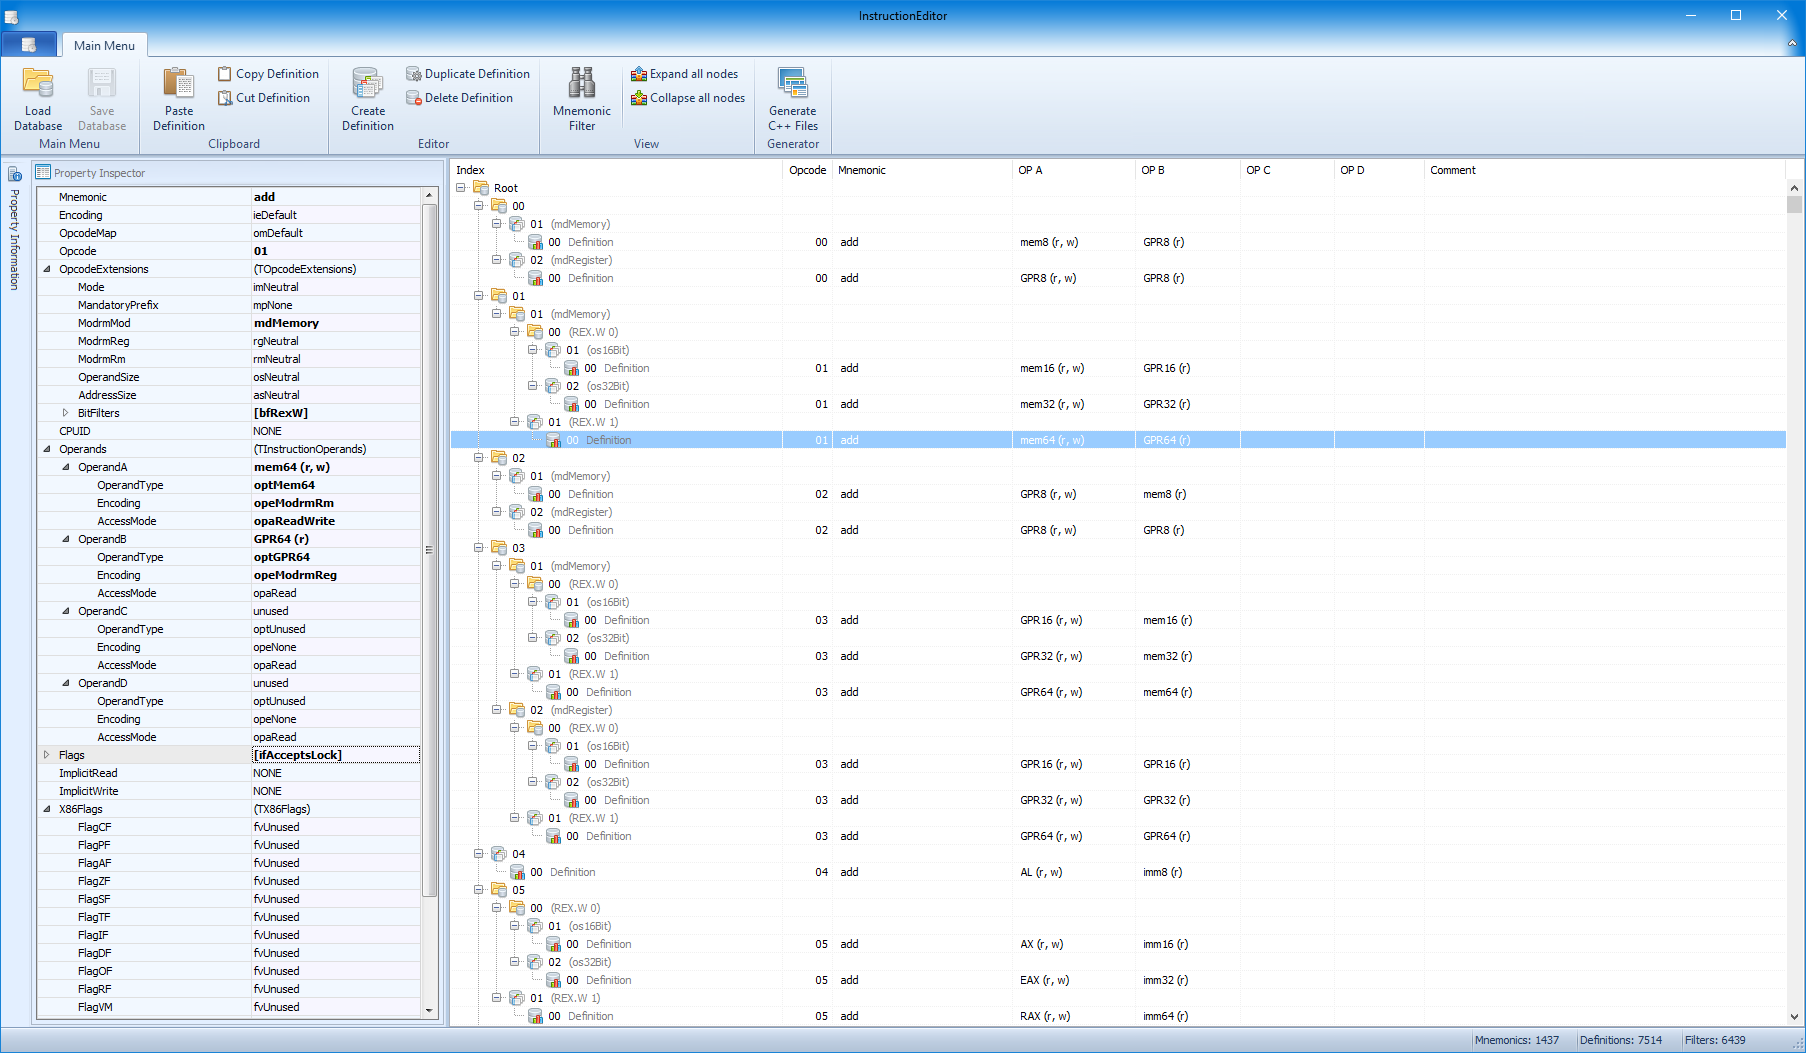 InstructionEditor
Main Menu
Load Database
Save Database
Main Menu
Paste Definition
Copy Definition
Cut Definition
Clipboard
Create Definition
Duplicate Definition
Delete Definition
Editor
Mnemonic Filter
Expand all nodes
Collapse all nodes
View
Generate C++ Files
Generator
Property Information
Property Inspector
Mnemonic add
Encoding ieDefault
OpcodeMap omDefault
Opcode 01
OpcodeExtensions (TOpcodeExtensions)
Mode imNeutral
MandatoryPrefix mpNone
ModrmMod mdMemory
ModrmReg rgNeutral
ModrmRm rmNeutral
OperandSize osNeutral
AddressSize asNeutral
BitFilters [bfRexW]
CPUID NONE
Operands (TInstructionOperands)
OperandA mem64 (r, w)
OperandType optMem64
Encoding opeModrmRm
AccessMode opaReadWrite
OperandB GPR64 (r)
OperandType optGPR64
Encoding opeModrmReg
AccessMode opaRead
OperandC unused
OperandType optUnused
Encoding opeNone
AccessMode opaRead
OperandD unused
OperandType optUnused
Encoding opeNone
AccessMode opaRead
Flags [ifAcceptsLock]
ImplicitRead NONE
ImplicitWrite NONE
X86Flags (TX86Flags)
FlagCF fvUnused
FlagPF fvUnused
FlagAF fvUnused
FlagZF fvUnused
FlagSF fvUnused
FlagTF fvUnused
FlagIF fvUnused
FlagDF fvUnused
FlagOF fvUnused
FlagRF fvUnused
FlagVM fvUnused
Index Opcode Mnemonic OP A OP B OP C OP D Comment
Root
00
01 (mdMemory)
00 Definition 00 add mem8 (r, w) GPR8 (r)
02 (mdRegister)
00 Definition 00 add GPR8 (r, w) GPR8 (r)
01
01 (mdMemory)
00 (REX.W 0)
01 (os16Bit)
00 Definition 01 add mem16 (r, w) GPR16 (r)
02 (os32Bit)
00 Definition 01 add mem32 (r, w) GPR32 (r)
01 (REX.W 1)
00 Definition 01 add mem64 (r, w) GPR64 (r)
02
01 (mdMemory)
00 Definition 02 add GPR8 (r, w) mem8 (r)
02 (mdRegister)
00 Definition 02 add GPR8 (r, w) GPR8 (r)
03
01 (mdMemory)
00 (REX.W 0)
01 (os16Bit)
00 Definition 03 add GPR16 (r, w) mem16 (r)
02 (os32Bit)
00 Definition 03 add GPR32 (r, w) mem32 (r)
01 (REX.W 1)
00 Definition 03 add GPR64 (r, w) mem64 (r)
02 (mdRegister)
00 (REX.W 0)
01 (os16Bit)
00 Definition 03 add GPR16 (r, w) GPR16 (r)
02 (os32Bit)
00 Definition 03 add GPR32 (r, w) GPR32 (r)
01 (REX.W 1)
00 Definition 03 add GPR64 (r, w) GPR64 (r)
04
00 Definition 04 add AL (r, w) imm8 (r)
05
00 (REX.W 0)
01 (os16Bit)
00 Definition 05 add AX (r, w) imm16 (r)
02 (os32Bit)
00 Definition 05 add EAX (r, w) imm32 (r)
01 (REX.W 1)
00 Definition 05 add RAX (r, w) imm64 (r)
Mnemonics: 1437 Definitions: 7514 Filters: 6439